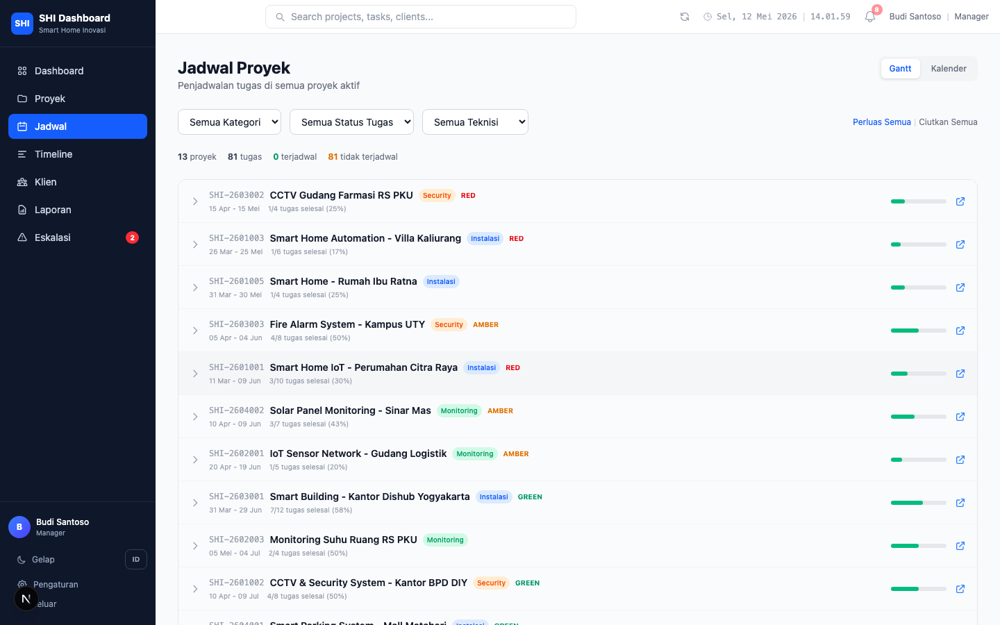 SHI
SHI Dashboard
Smart Home Inovasi
Search projects, tasks, clients...
Sel, 12 Mei 2026 | 14.01.59
8
Budi Santoso | Manager
Dashboard
Proyek
Jadwal
Timeline
Klien
Laporan
Eskalasi 2
Jadwal Proyek
Penjadwalan tugas di semua proyek aktif
Gantt Kalender
Semua Kategori Semua Status Tugas Semua Teknisi
Perluas Semua | Ciutkan Semua
13 proyek 81 tugas 0 terjadwal 81 tidak terjadwal
SHI-2603002 CCTV Gudang Farmasi RS PKU Security RED
15 Apr - 15 Mei 1/4 tugas selesai (25%)
SHI-2601003 Smart Home Automation - Villa Kaliurang Instalasi RED
26 Mar - 25 Mei 1/6 tugas selesai (17%)
SHI-2601005 Smart Home - Rumah Ibu Ratna Instalasi
31 Mar - 30 Mei 1/4 tugas selesai (25%)
SHI-2603003 Fire Alarm System - Kampus UTY Security AMBER
05 Apr - 04 Jun 4/8 tugas selesai (50%)
SHI-2601001 Smart Home IoT - Perumahan Citra Raya Instalasi RED
11 Mar - 09 Jun 3/10 tugas selesai (30%)
SHI-2604002 Solar Panel Monitoring - Sinar Mas Monitoring AMBER
10 Apr - 09 Jun 3/7 tugas selesai (43%)
SHI-2602001 IoT Sensor Network - Gudang Logistik Monitoring AMBER
20 Apr - 19 Jun 1/5 tugas selesai (20%)
SHI-2603001 Smart Building - Kantor Dishub Yogyakarta Instalasi GREEN
31 Mar - 29 Jun 7/12 tugas selesai (58%)
SHI-2602003 Monitoring Suhu Ruang RS PKU Monitoring
05 Mei - 04 Jul 2/4 tugas selesai (50%)
SHI-2601002 CCTV & Security System - Kantor BPD DIY Security GREEN
10 Apr - 09 Jul 4/8 tugas selesai (50%)
SHI-2604001 Smart Parking System - Mall Matahari Instalasi GREEN
B
Budi Santoso
Manager
Gelap ID
Pengaturan
N
eluar